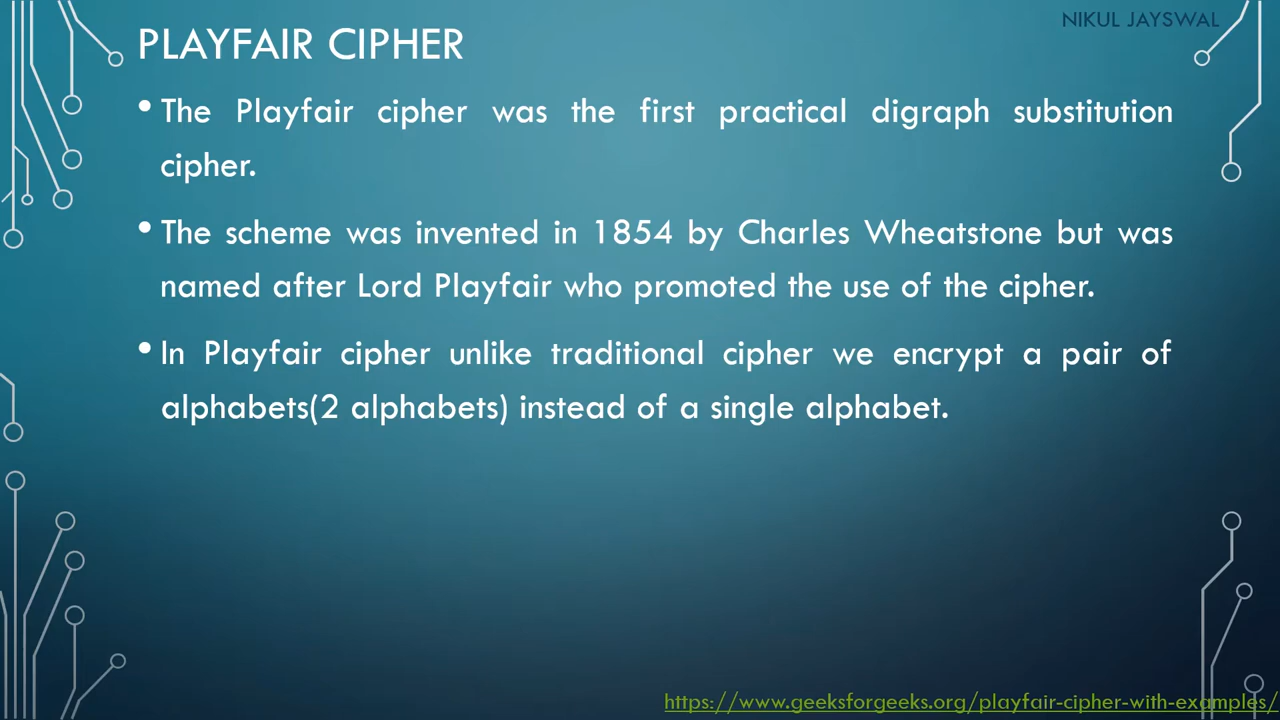 NIKUL JAYSWAL
PLAYFAIR CIPHER
• The Playfair cipher was the first practical digraph substitution
cipher.
• The scheme was invented in 1854 by Charles Wheatstone but was
named after Lord Playfair who promoted the use of the cipher.
• In Playfair cipher unlike traditional cipher we encrypt a pair of
alphabets(2 alphabets) instead of a single alphabet.
https://www.geeksforgeeks.org/playfair-cipher-with-examples/